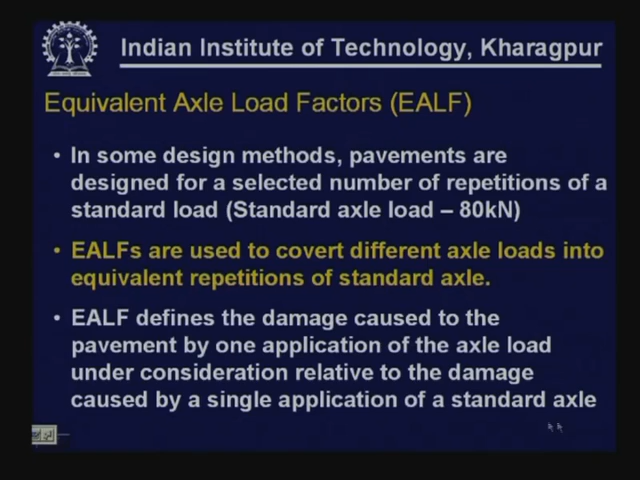 Indian Institute of Technology, Kharagpur
Equivalent Axle Load Factors (EALF)
• In some design methods, pavements are
designed for a selected number of repetitions of a
standard load (Standard axle load – 80kN)
• EALFs are used to covert different axle loads into
equivalent repetitions of standard axle.
• EALF defines the damage caused to the
pavement by one application of the axle load
under consideration relative to the damage
caused by a single application of a standard axle